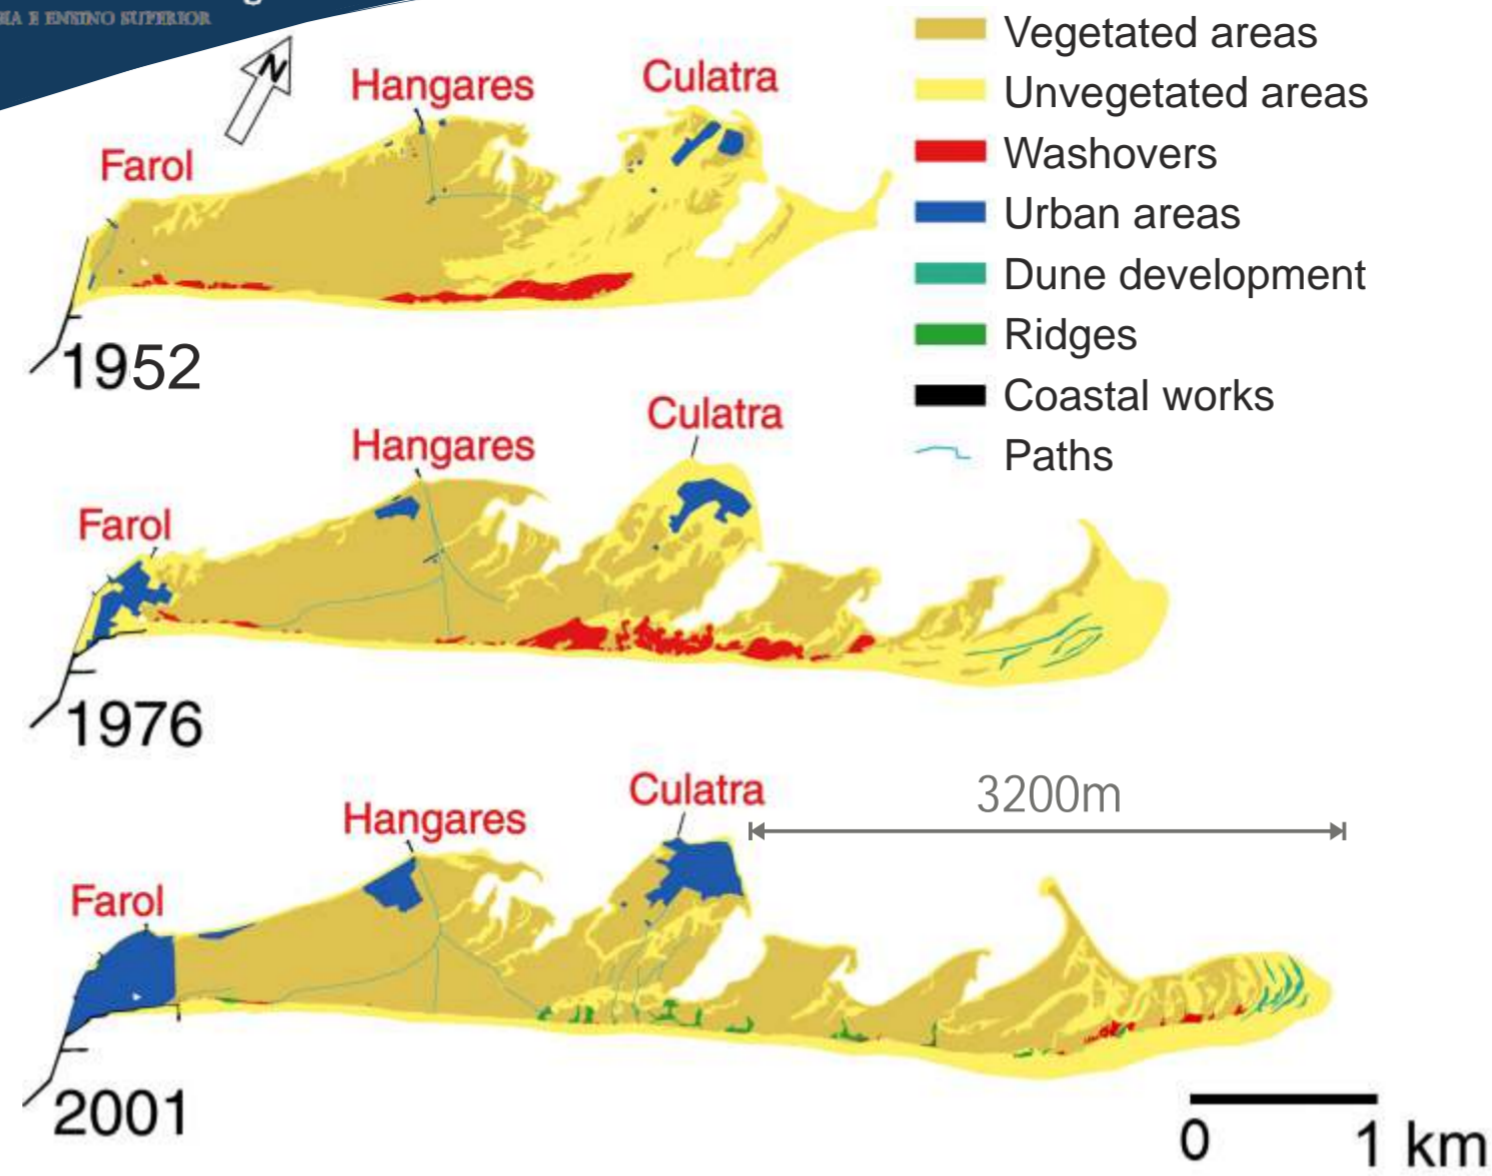 E ENSINO SUPERIOR
N
Vegetated areas
Unvegetated areas
Washovers
Urban areas
Dune development
Ridges
Coastal works
Paths
Hangares
Culatra
Farol
1952
Culatra
Hangares
Farol
1976
Culatra
3200m
Hangares
Farol
2001
0
1 km